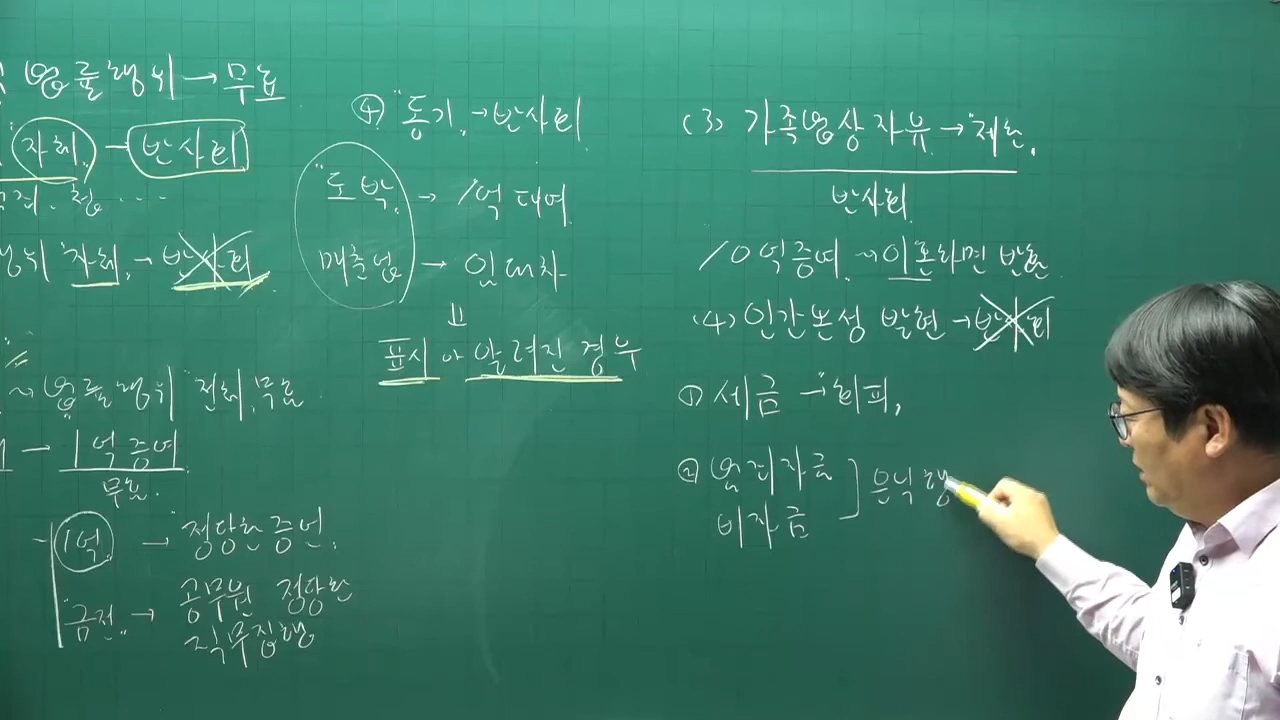 법률행위→무효
"자체" - 반사회
행위 "자체" → 반사회
~법률행위 "전체" 무효
- 1억 증여
무효.
- 1억 → "정당한 증언"
"금전" → 공무원 정당한
직무집행
④ "동기" → 반사회
"도박" → 1억 대여
매춘업 → 임대차
표시 or 알려진 경우
(3) 가족법상 자유 → "제한"
반사회
10억 증여 → 이혼하면 반환
(4) 인간본성 발현 → 반사회
① 세금 → "회피"
② 범죄자금
비자금
은닉 행